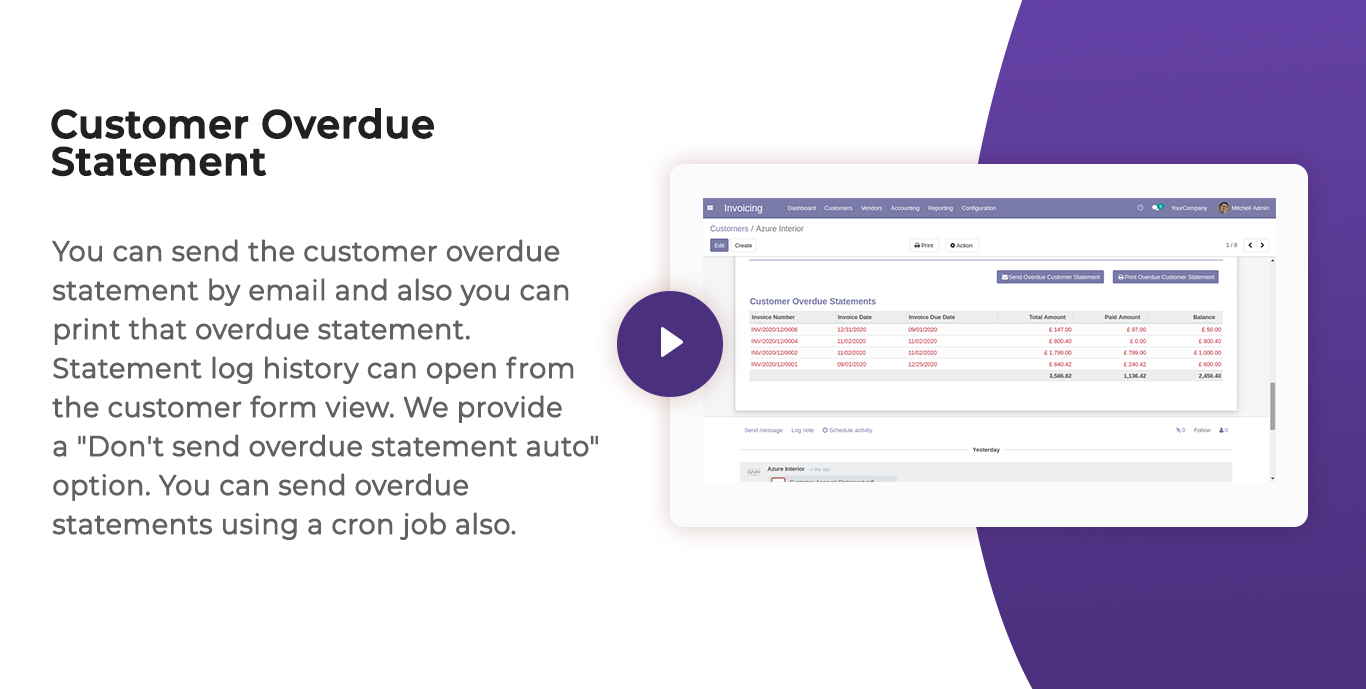 Customer Overdue
Statement
You can send the customer overdue
statement by email and also you can
print that overdue statement.
Statement log history can open from
the customer form view. We provide
a "Don't send overdue statement auto"
option. You can send overdue
statements using a cron job also.
Invoicing Dashboard Customers Vendors Accounting Reporting Configuration YourCompany Mitchell Admin
Customers / Azure Interior
Edit Create Print Action 1 / 8
Send Overdue Customer Statement Print Overdue Customer Statement
Customer Overdue Statements
Invoice Number Invoice Date Invoice Due Date Total Amount Paid Amount Balance
INV/2020/12/0006 12/31/2020 09/01/2020 £ 147.00 £ 97.00 £ 50.00
INV/2020/12/0004 11/02/2020 11/02/2020 £ 800.40 £ 0.00 £ 800.40
INV/2020/12/0002 11/02/2020 11/02/2020 £ 1,799.00 £ 799.00 £ 1,000.00
INV/2020/12/0001 09/01/2020 12/25/2020 £ 840.42 £ 240.42 £ 600.00
3,586.82 1,136.42 2,450.40
Send message Log note Schedule activity 0 Follow 0
Yesterday
Azure Interior - a day ago
Customer Account Statement.pdf